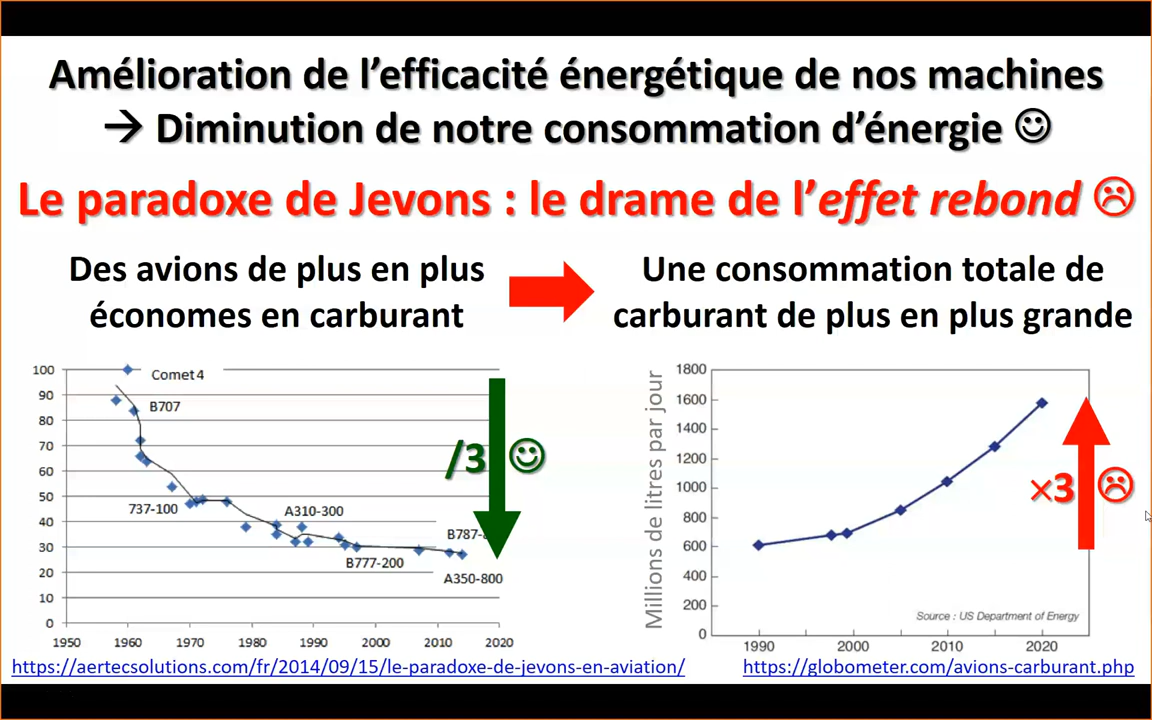 Amélioration de l’efficacité énergétique de nos machines
→ Diminution de notre consommation d’énergie ☺
Le paradoxe de Jevons : le drame de l’effet rebond ☹
Des avions de plus en plus
économes en carburant
Une consommation totale de
carburant de plus en plus grande
100
90
80
70
60
50
40
30
20
10
0
1950 1960 1970 1980 1990 2000 2010 2020
Comet 4
B707
737-100
A310-300
B777-200
B787-
A350-800
/3 ☺
Millions de litres par jour
1800
1600
1400
1200
1000
800
600
400
200
0
1990 2000 2010 2020
×3 ☹
Source : US Department of Energy
https://aertecsolutions.com/fr/2014/09/15/le-paradoxe-de-jevons-en-aviation/
https://globometer.com/avions-carburant.php